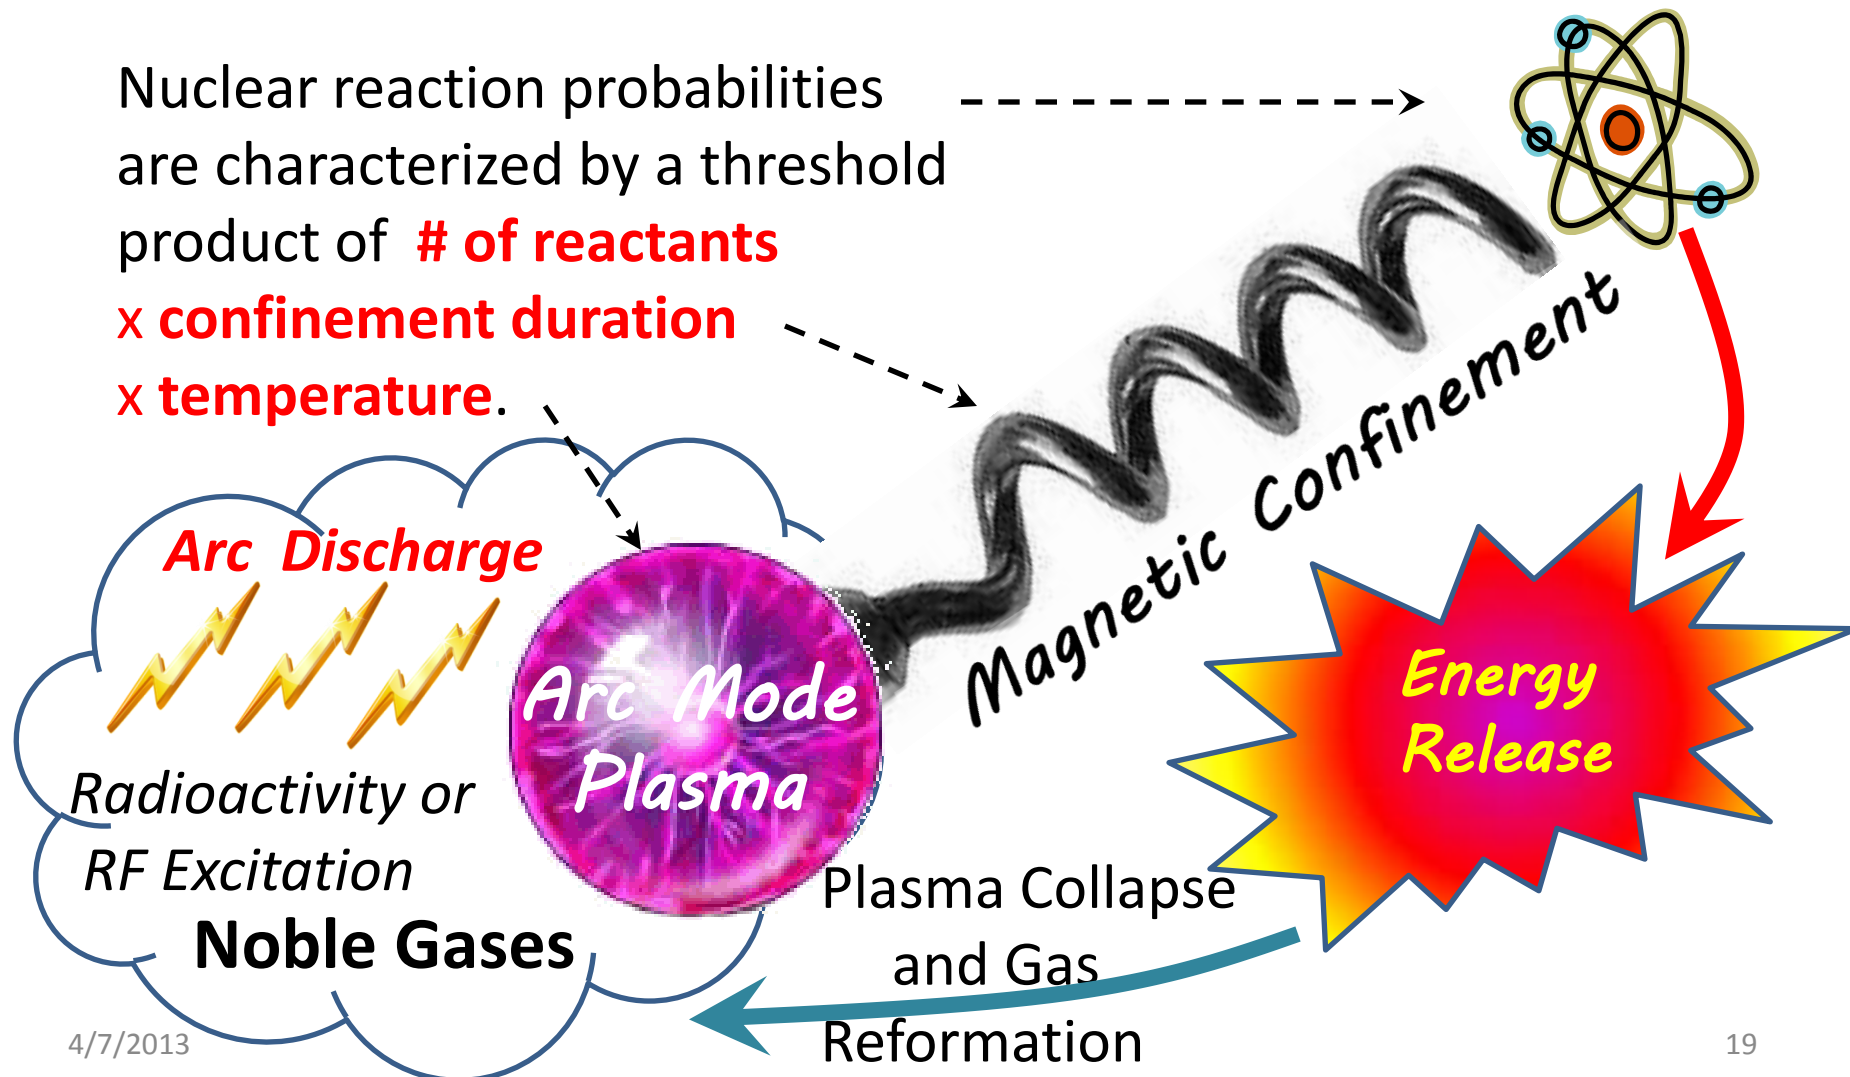 Nuclear reaction probabilities
are characterized by a threshold
product of # of reactants
x confinement duration
x temperature.
Magnetic Confinement
Arc Discharge
Arc Mode
Plasma
Energy
Release
Radioactivity or
RF Excitation
Noble Gases
Plasma Collapse
and Gas
Reformation
4/7/2013
19